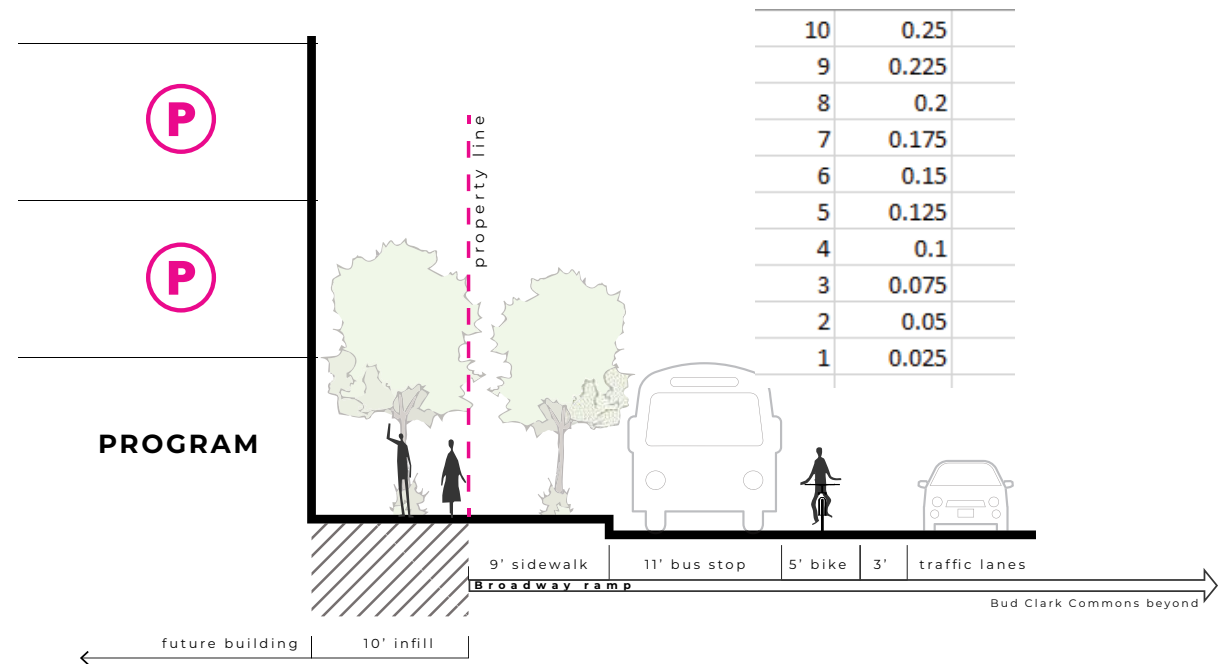 10 0.25
9 0.225
8 0.2
7 0.175
6 0.15
5 0.125
4 0.1
3 0.075
2 0.05
1 0.025
P
property line
P
PROGRAM
9’ sidewalk
11’ bus stop
5’ bike
3’
traffic lanes
Broadway ramp
Bud Clark Commons beyond
future building
10’ infill